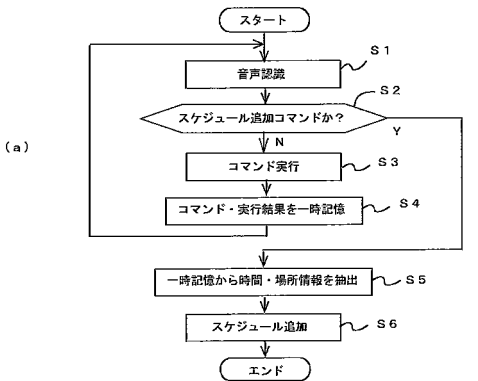 スタート
S1
音声認識
S2
スケジュール追加コマンドか?
Y
(a)
N
コマンド実行
S3
コマンド・実行結果を一時記憶
S4
一時記憶から時間・場所情報を抽出
S5
スケジュール追加
S6
エンド